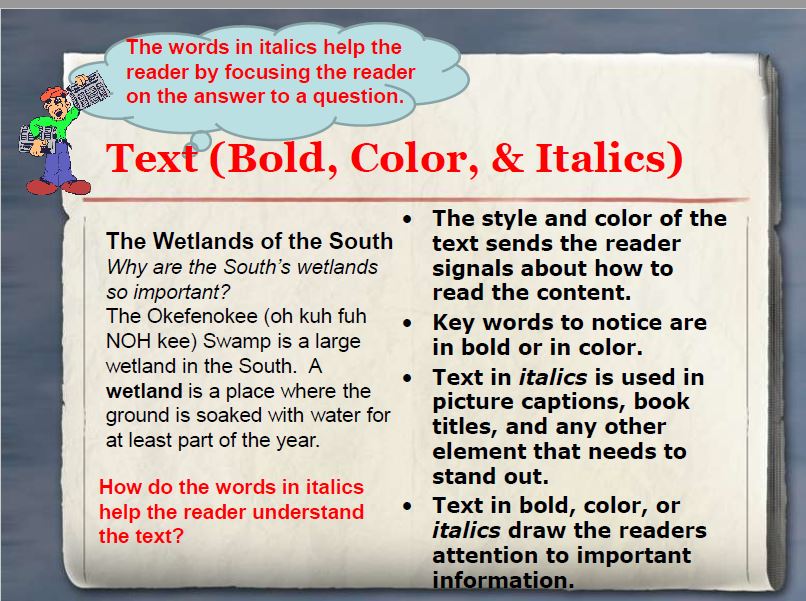 The words in italics help the
reader by focusing the reader
on the answer to a question.
Text (Bold, Color, & Italics)
The Wetlands of the South
Why are the South's wetlands
so important?
The Okefenokee (oh kuh fuh
NOH kee) Swamp is a large
wetland in the South.  A
wetland is a place where the
ground is soaked with water for
at least part of the year.
How do the words in italics
help the reader understand
the text?
• The style and color of the
text sends the reader
signals about how to
read the content.
• Key words to notice are
in bold or in color.
• Text in italics is used in
picture captions, book
titles, and any other
element that needs to
stand out.
• Text in bold, color, or
italics draw the readers
attention to important
information.